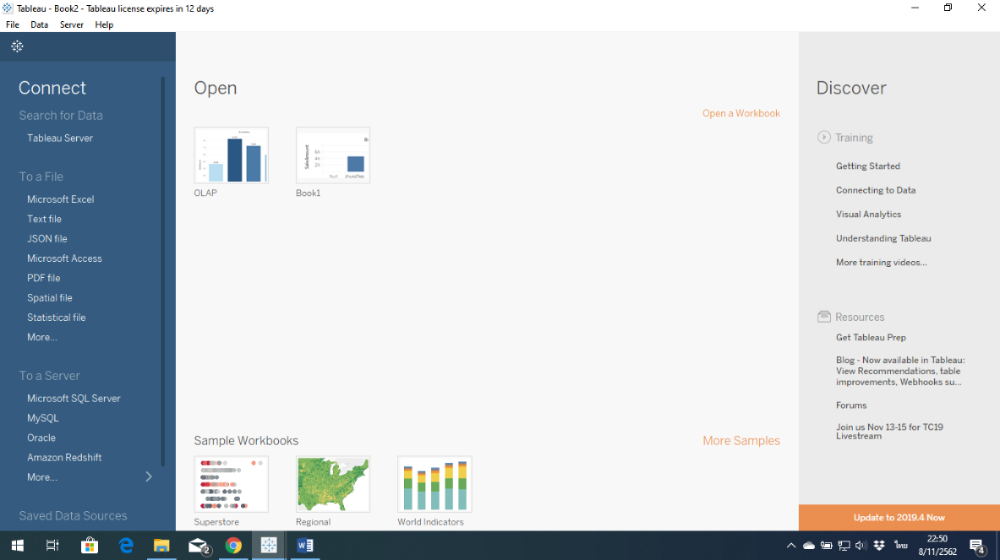 Tableau - Book2 - Tableau license expires in 12 days
File Data Server Help
Connect
Search for Data
Tableau Server
To a File
Microsoft Excel
Text file
JSON file
Microsoft Access
PDF file
Spatial file
Statistical file
More...
To a Server
Microsoft SQL Server
MySQL
Oracle
Amazon Redshift
More...
Saved Data Sources
Open
Open a Workbook
OLAP
Book1
Sample Workbooks
More Samples
Superstore
Regional
World Indicators
Discover
Training
Getting Started
Connecting to Data
Visual Analytics
Understanding Tableau
More training videos...
Resources
Get Tableau Prep
Blog - Now available in Tableau:
View Recommendations, table
improvements, Webhooks su...
Forums
Join us Nov 13-15 for TC19
Livestream
Update to 2019.4 Now
2
ไทย
22:50
8/11/2562
4